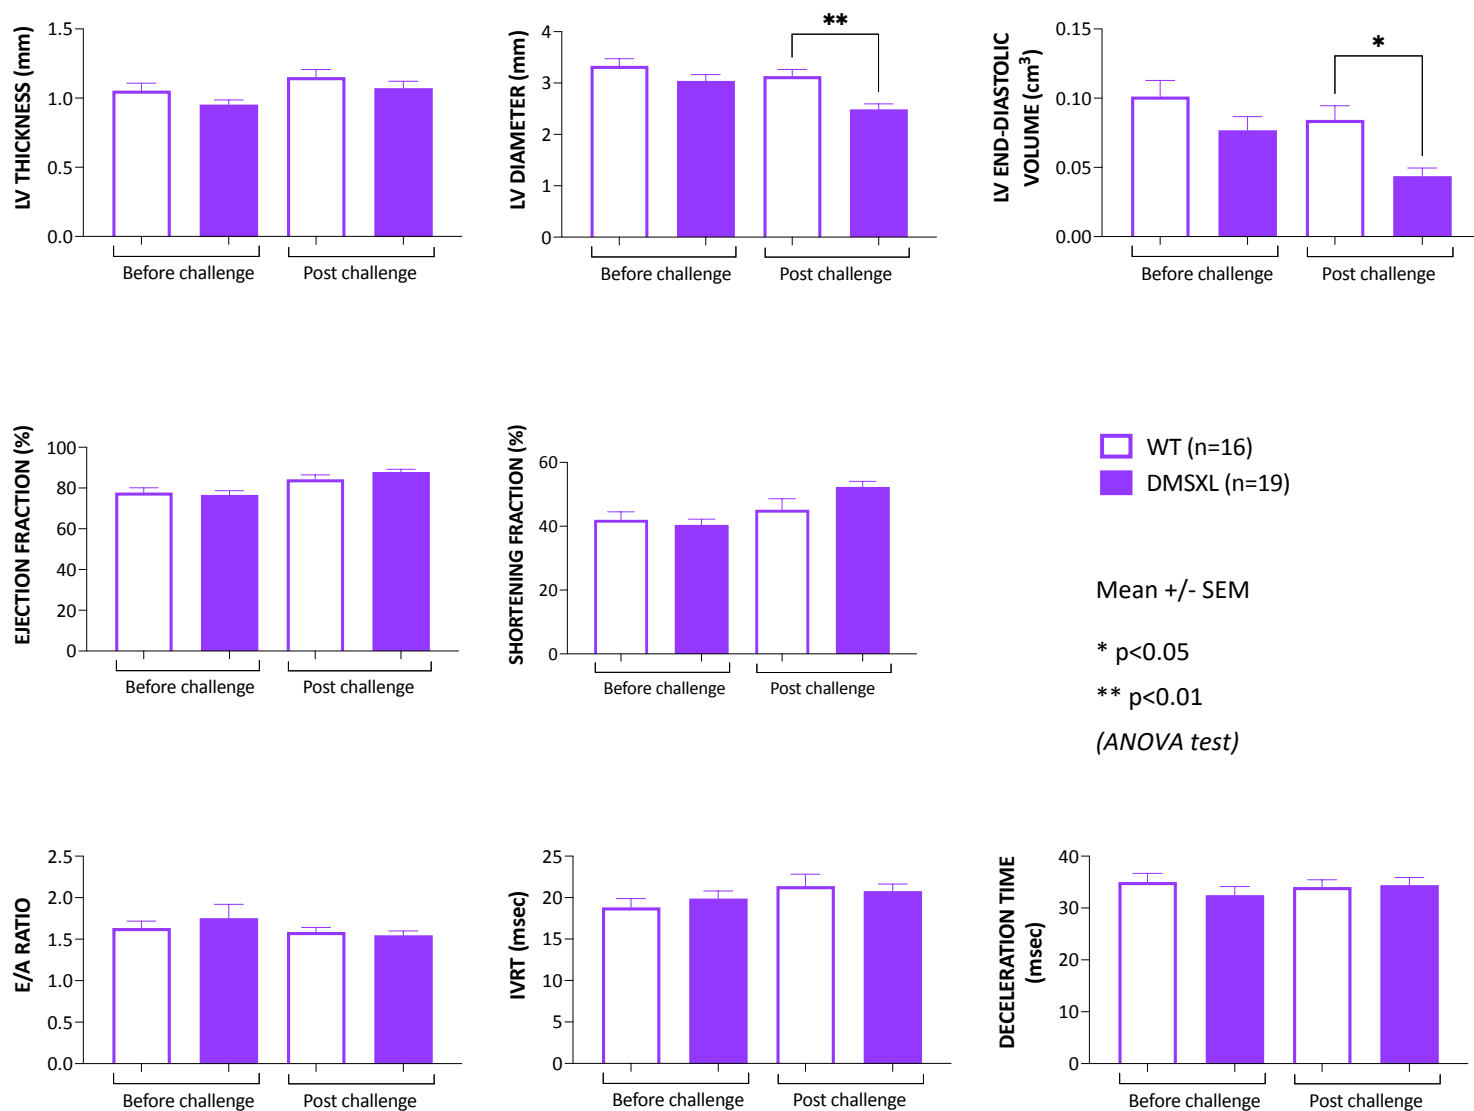 LV THICKNESS (mm)
1.5
1.0
0.5
0.0
Before challenge
Post challenge
LV DIAMETER (mm)
4
3
2
1
0
**
Before challenge
Post challenge
LV END-DIASTOLIC
VOLUME (cm³)
0.15
0.10
0.05
0.00
*
Before challenge
Post challenge
EJECTION FRACTION (%)
100
80
60
40
20
0
Before challenge
Post challenge
SHORTENING FRACTION (%)
60
40
20
0
Before challenge
Post challenge
WT (n=16)
DMSXL (n=19)
Mean +/- SEM
* p<0.05
** p<0.01
(ANOVA test)
E/A RATIO
2.5
2.0
1.5
1.0
0.5
0.0
Before challenge
Post challenge
IVRT (msec)
25
20
15
10
5
0
Before challenge
Post challenge
DECELERATION TIME
(msec)
40
30
20
10
0
Before challenge
Post challenge